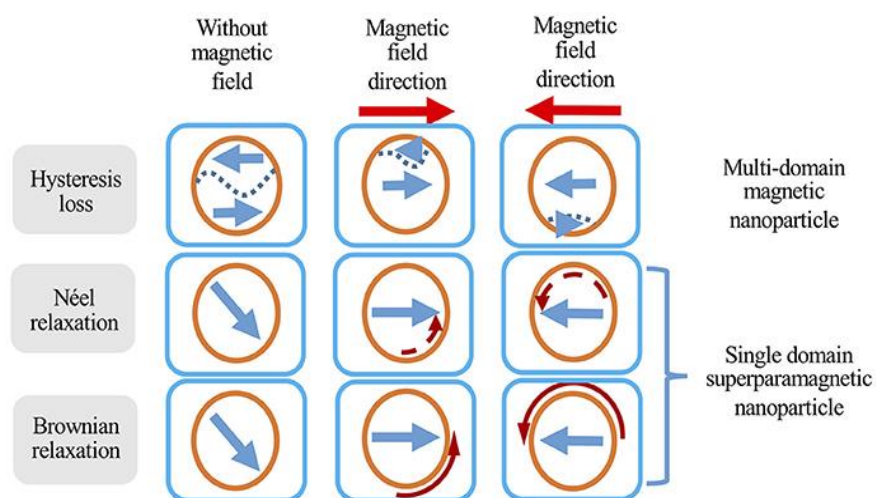 Without
magnetic
field
Magnetic
field
direction
Magnetic
field
direction
Hysteresis
loss
Multi-domain
magnetic
nanoparticle
Néel
relaxation
Single domain
superparamagnetic
nanoparticle
Brownian
relaxation